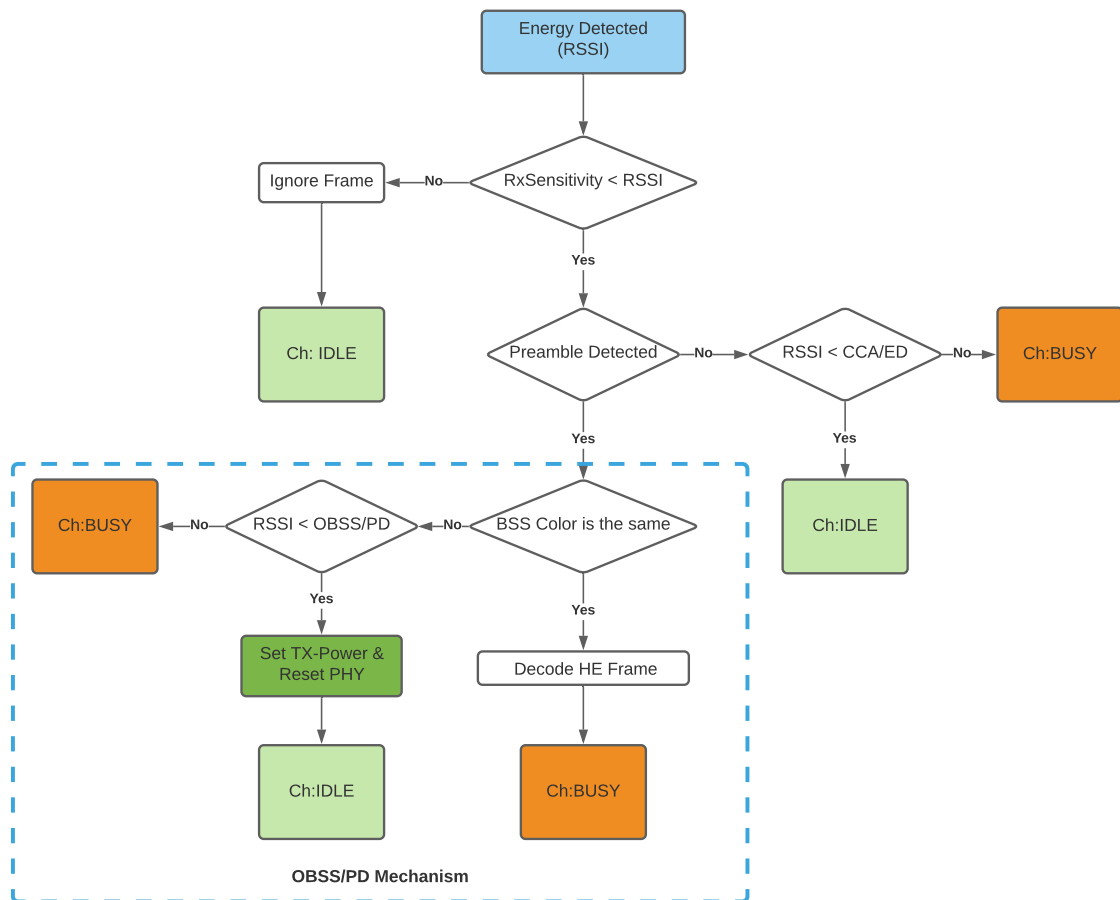 Energy Detected
(RSSI)
Ignore Frame
No
RxSensitivity < RSSI
Yes
Ch: IDLE
Preamble Detected
No
RSSI < CCA/ED
No
Ch:BUSY
Yes
Yes
Ch:BUSY
No
RSSI < OBSS/PD
No
BSS Color is the same
Ch:IDLE
Yes
Yes
Set TX-Power &
Reset PHY
Decode HE Frame
Ch:IDLE
Ch:BUSY
OBSS/PD Mechanism